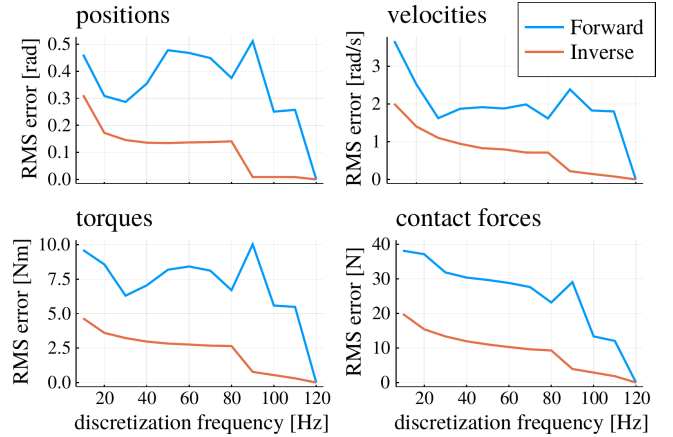 positions
RMS error [rad]
0.5
0.4
0.3
0.2
0.1
0.0
velocities
RMS error [rad/s]
3
2
1
0
Forward
Inverse
torques
RMS error [Nm]
10.0
7.5
5.0
2.5
0.0
20 40 60 80 100 120
discretization frequency [Hz]
contact forces
RMS error [N]
40
30
20
10
0
20 40 60 80 100 120
discretization frequency [Hz]